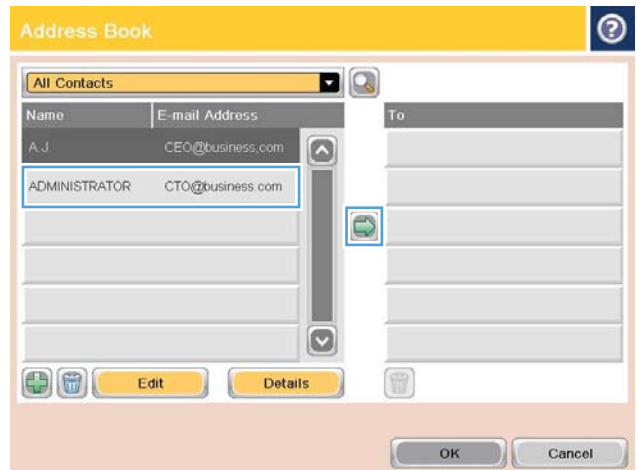 Address Book
?
All Contacts
Name E-mail Address To
A.J. CEO@business.com
ADMINISTRATOR CTO@business.com
Edit Details
OK Cancel